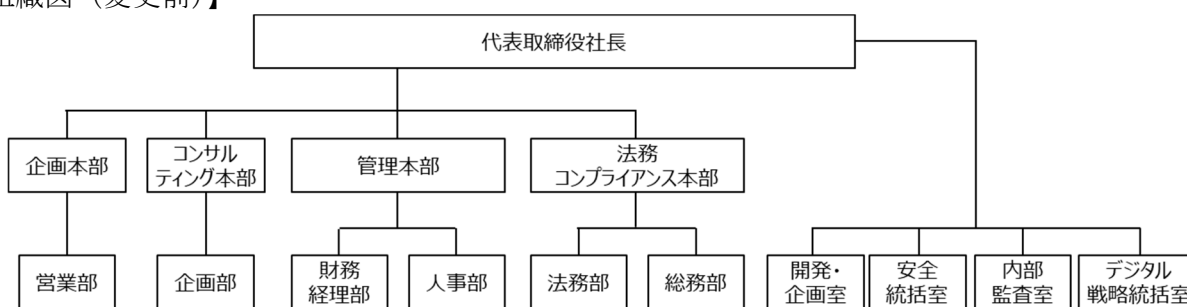 組織図（変更前）】
代表取締役社長
企画本部
コンサル
ティング本部
管理本部
法務
コンプライアンス本部
営業部
企画部
財務
経理部
人事部
法務部
総務部
開発・
企画室
安全
統括室
内部
監査室
デジタル
戦略統括室